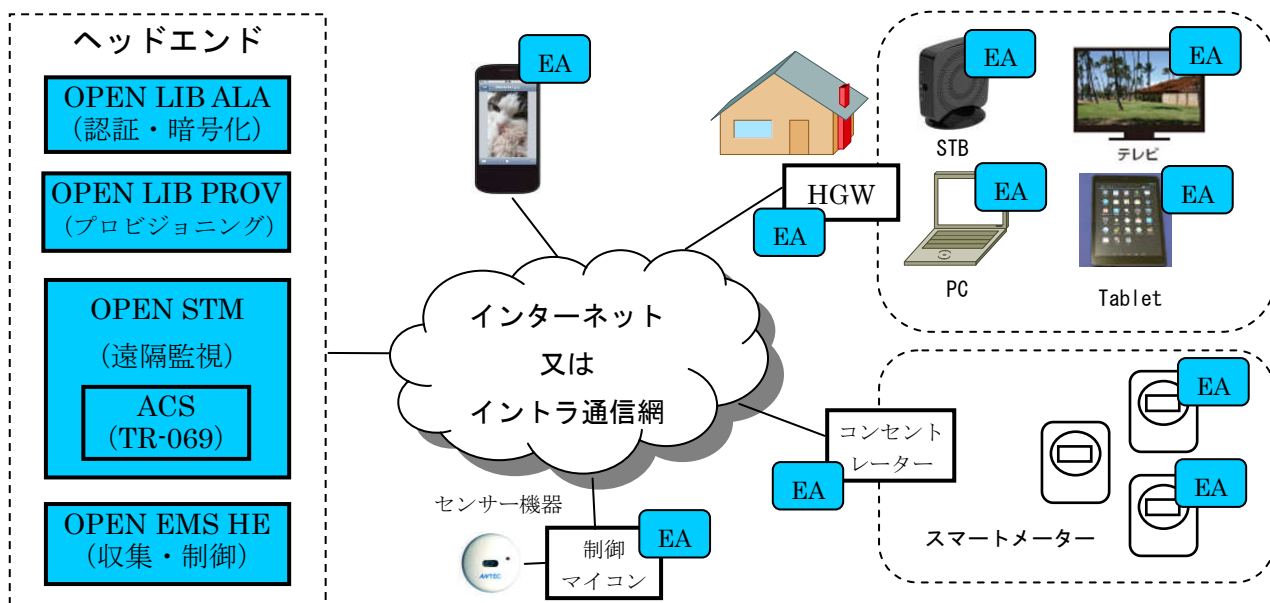 ヘッドエンド
OPEN LIB ALA
（認証・暗号化）
OPEN LIB PROV
（プロビジョニング）
OPEN STM
（遠隔監視）
ACS
（TR-069）
OPEN EMS HE
（収集・制御）
EA
インターネット
又は
イントラ通信網
HGW
EA
EA
STB
EA
テレビ
EA
PC
EA
Tablet
コンセント
レーター
EA
EA
EA
スマートメーター
センサー機器
ANTEC
制御
マイコン
EA